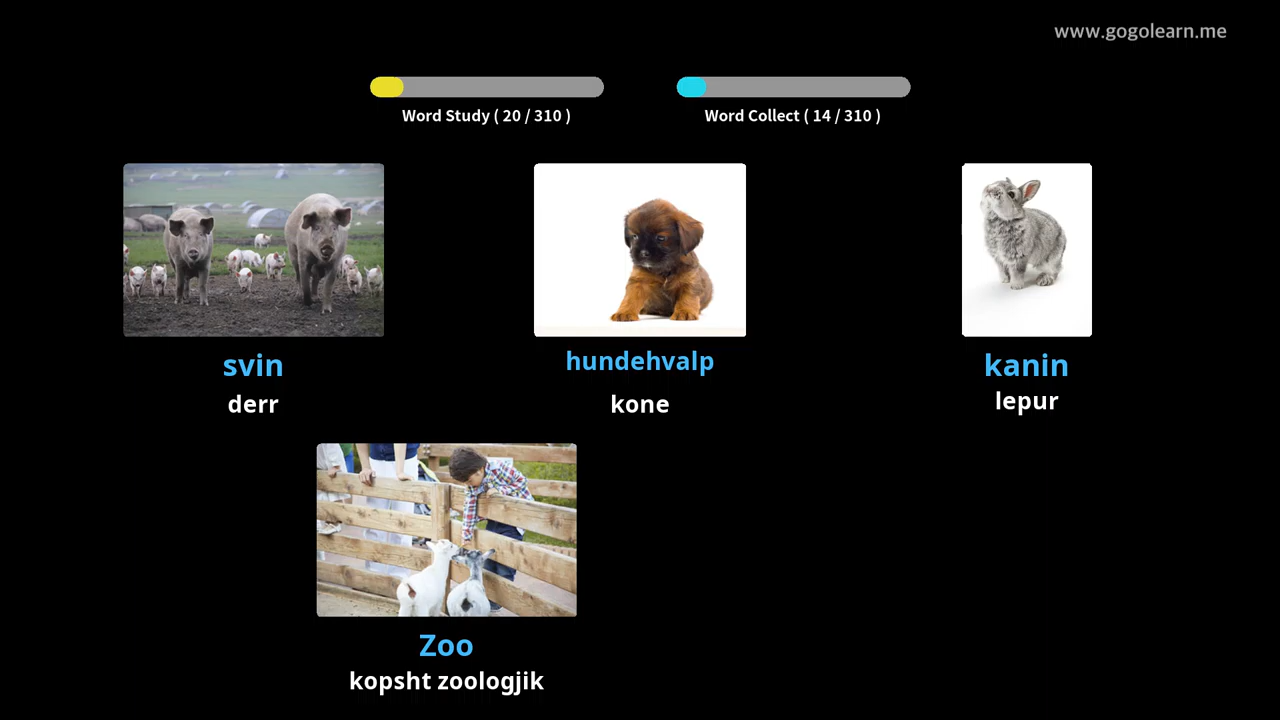 www.gogolearn.me
Word Study ( 20 / 310 )
Word Collect ( 14 / 310 )
svin
derr
hundehvalp
kone
kanin
lepur
Zoo
kopsht zoologjik